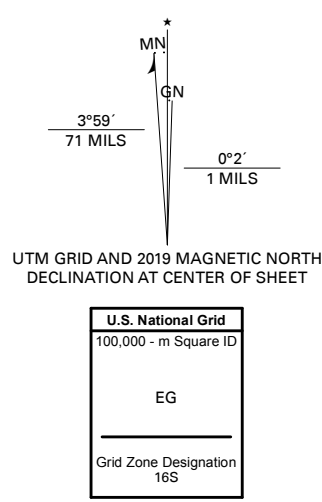 ★
MN
GN
3°59´
71 MILS
0°2´
1 MILS
UTM GRID AND 2019 MAGNETIC NORTH
DECLINATION AT CENTER OF SHEET
U.S. National Grid
100,000 - m Square ID
EG
Grid Zone Designation
16S